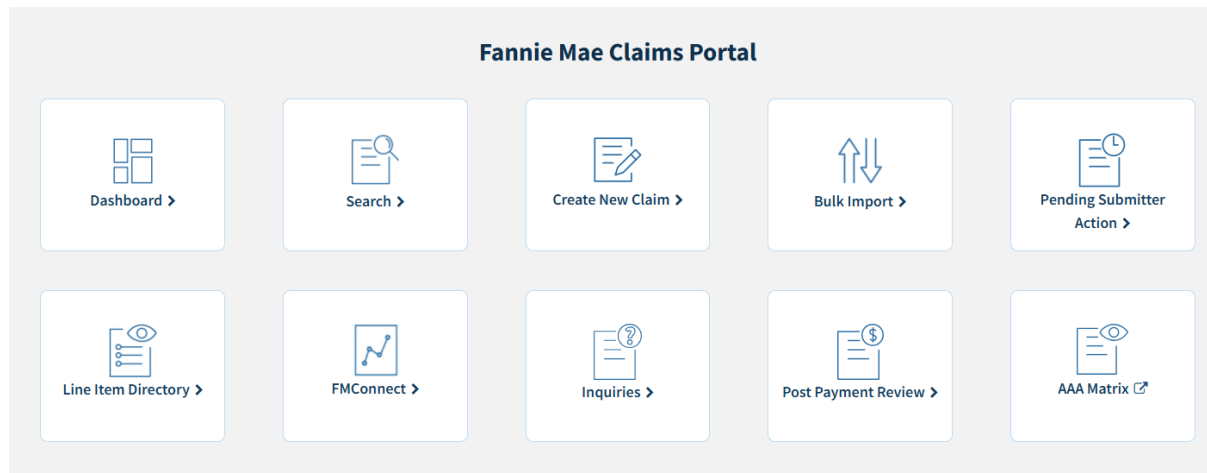 Fannie Mae Claims Portal
Dashboard
Search
Create New Claim
Bulk Import
Pending Submitter
Action
Line Item Directory
FMConnect
Inquiries
Post Payment Review
AAA Matrix